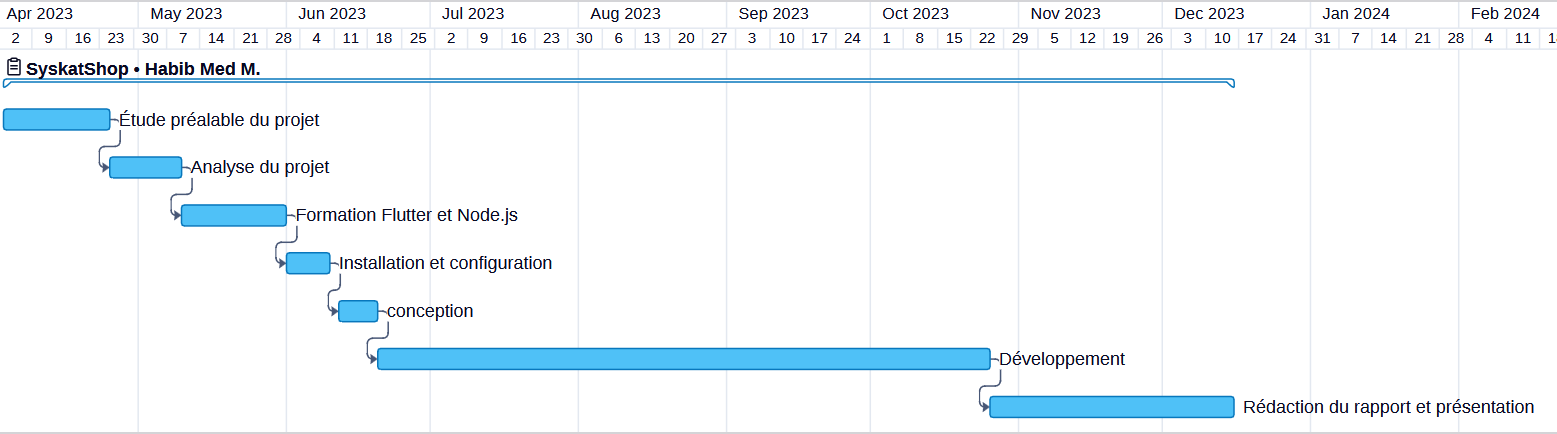 Apr 2023 May 2023 Jun 2023 Jul 2023 Aug 2023 Sep 2023 Oct 2023 Nov 2023 Dec 2023 Jan 2024 Feb 2024
2 9 16 23 30 7 14 21 28 4 11 18 25 2 9 16 23 30 6 13 20 27 3 10 17 24 1 8 15 22 29 5 12 19 26 3 10 17 24 31 7 14 21 28 4 11
SyskatShop • Habib Med M.
Étude préalable du projet
Analyse du projet
Formation Flutter et Node.js
Installation et configuration
conception
Développement
Rédaction du rapport et présentation